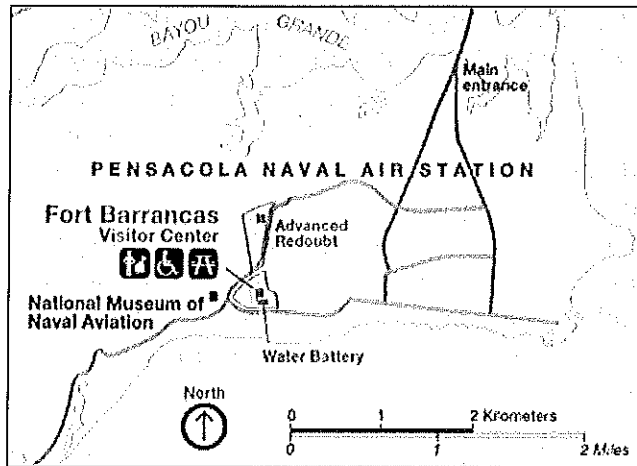 BAYOU GRANDE
Main
entrance
PENSACOLA NAVAL AIR STATION
Fort Barrancas
Visitor Center
Advanced
Redoubt
National Museum of
Naval Aviation
Water Battery
North
0 1 2 Kilometers
0 1 2 Miles